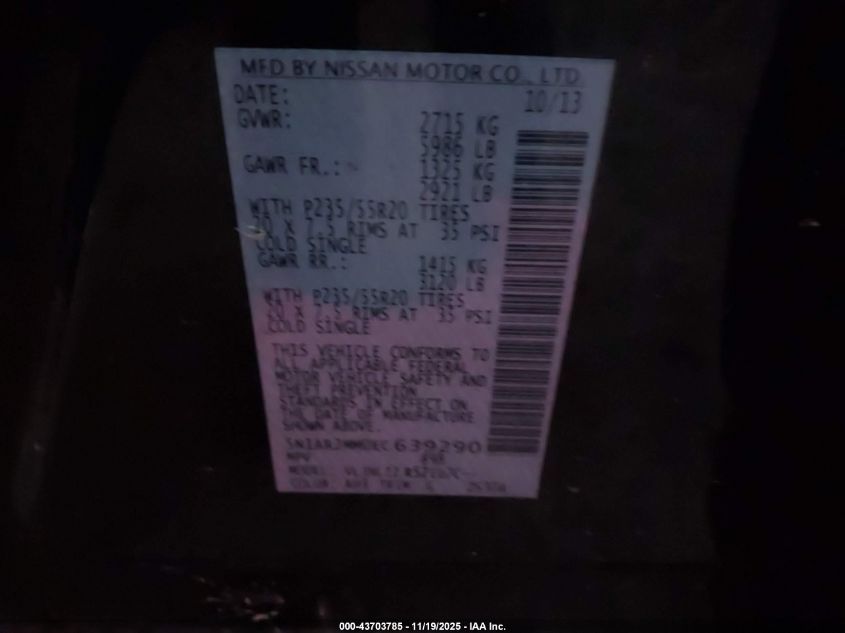 MFD BY NISSAN MOTOR CO., LTD
DATE: 10/13
GVWR: 2715 KG
5986 LB
GAWR FR.: 1325 KG
2921 LB
WITH P235/55R20 TIRES
20 X 7.5 RIMS AT 35 PSI
COLD SINGLE
GAWR RR.: 1415 KG
3120 LB
WITH P235/55R20 TIRES
20 X 7.5 RIMS AT 35 PSI
COLD SINGLE
THIS VEHICLE CONFORMS TO
ALL APPLICABLE FEDERAL
MOTOR VEHICLE SAFETY AND
THEFT PREVENTION
STANDARDS IN EFFECT ON
THE DATE OF MANUFACTURE
SHOWN ABOVE.
639290
MPV
MODEL:
COLOR: TRIM:
000-43703785 - 11/19/2025 - IAA Inc.